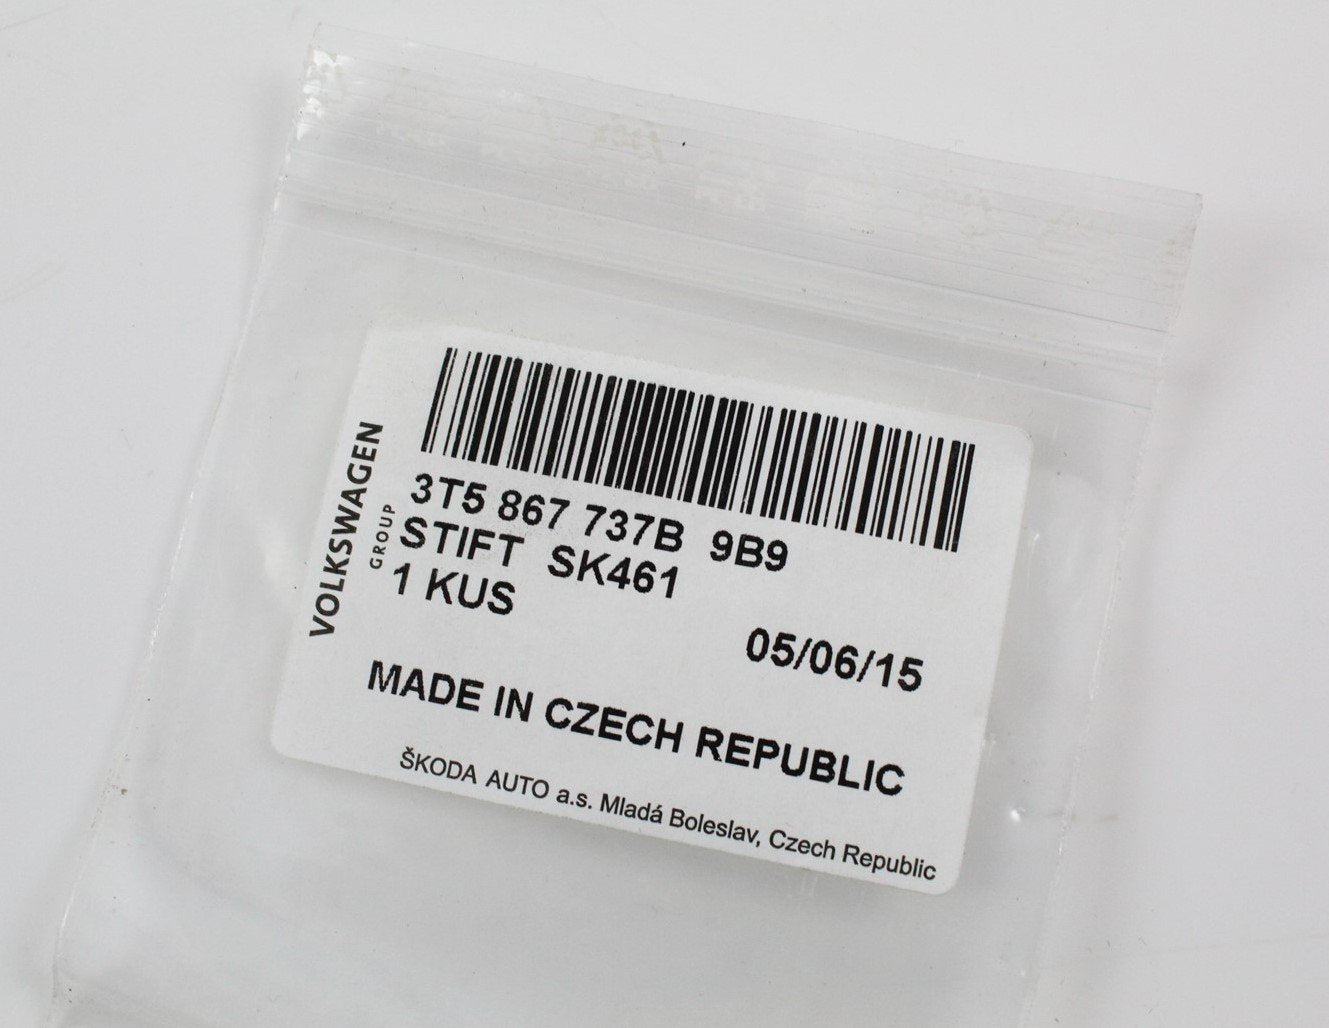 VOLKSWAGEN
GROUP
3T5 867 737B 9B9
STIFT SK461
1 KUS
05/06/15
MADE IN CZECH REPUBLIC
ŠKODA AUTO a.s. Mladá Boleslav, Czech Republic